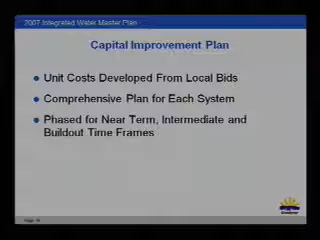 2007 Integrated Water Master Plan
Capital Improvement Plan
Unit Costs Developed From Local Bids
Comprehensive Plan for Each System
Phased for Near Term, Intermediate and
Buildout Time Frames